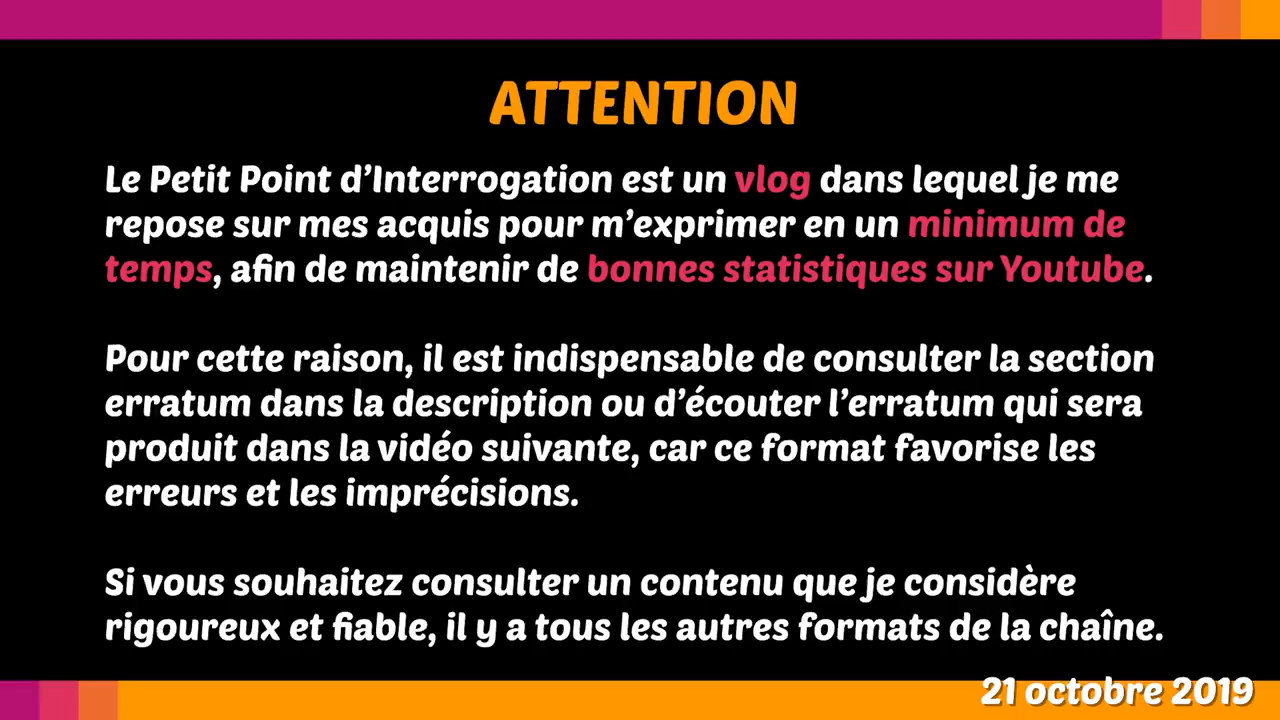 ATTENTION
Le Petit Point d’Interrogation est un vlog dans lequel je me
repose sur mes acquis pour m’exprimer en un minimum de
temps, afin de maintenir de bonnes statistiques sur Youtube.
Pour cette raison, il est indispensable de consulter la section
erratum dans la description ou d’écouter l’erratum qui sera
produit dans la vidéo suivante, car ce format favorise les
erreurs et les imprécisions.
Si vous souhaitez consulter un contenu que je considère
rigoureux et fiable, il y a tous les autres formats de la chaîne.
21 octobre 2019